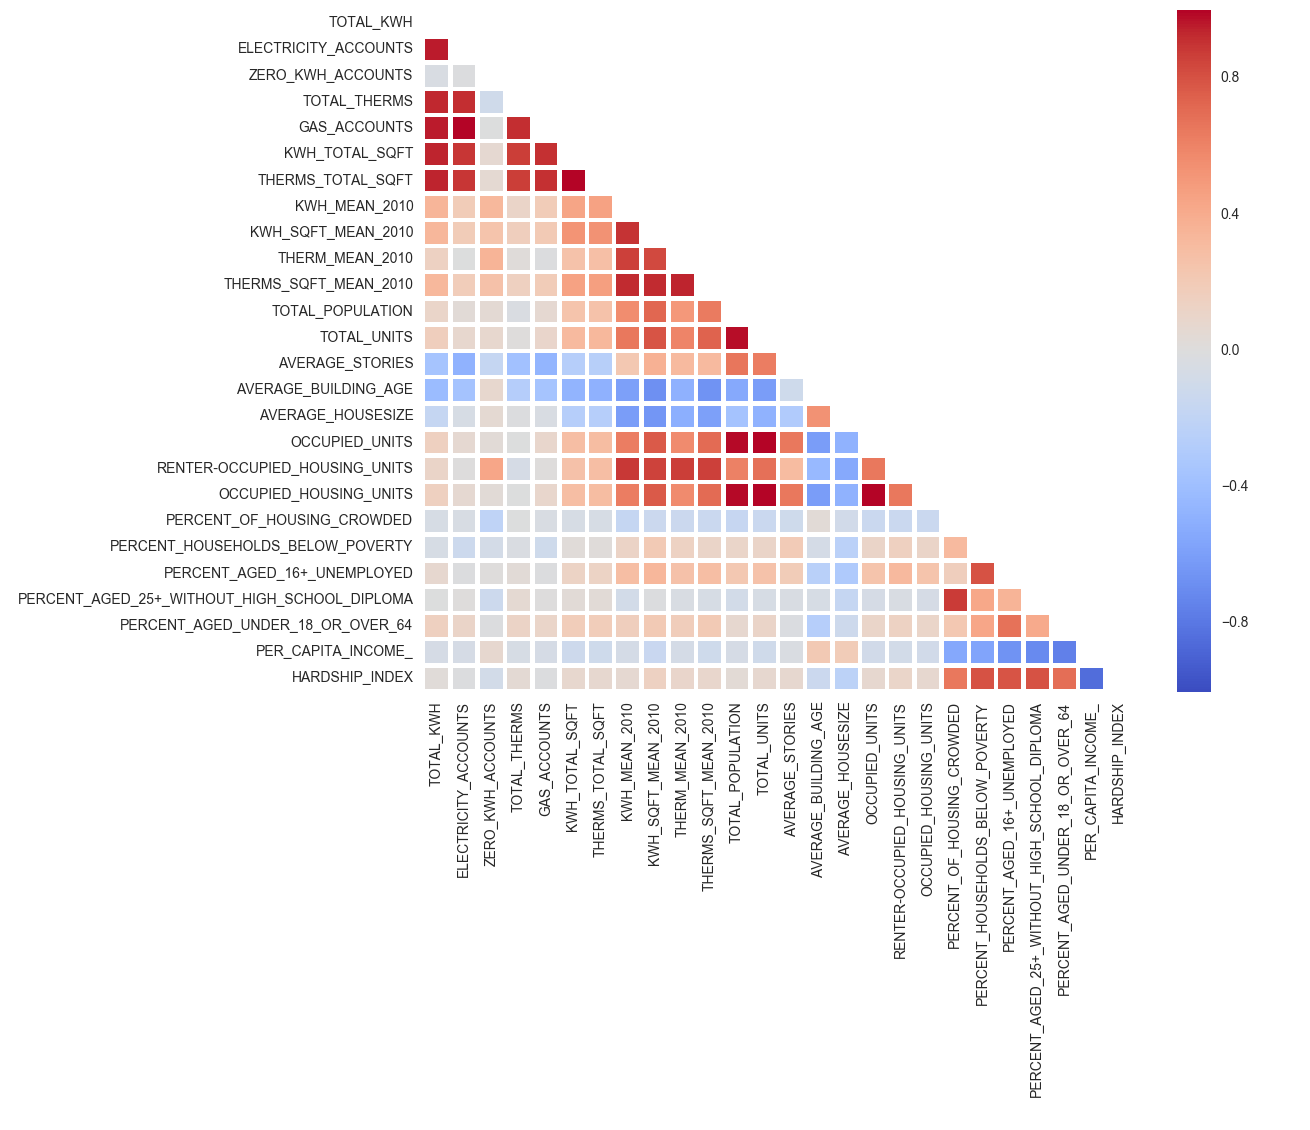 TOTAL_KWH
ELECTRICITY_ACCOUNTS
ZERO_KWH_ACCOUNTS
TOTAL_THERMS
GAS_ACCOUNTS
KWH_TOTAL_SQFT
THERMS_TOTAL_SQFT
KWH_MEAN_2010
KWH_SQFT_MEAN_2010
THERM_MEAN_2010
THERMS_SQFT_MEAN_2010
TOTAL_POPULATION
TOTAL_UNITS
AVERAGE_STORIES
AVERAGE_BUILDING_AGE
AVERAGE_HOUSESIZE
OCCUPIED_UNITS
RENTER-OCCUPIED_HOUSING_UNITS
OCCUPIED_HOUSING_UNITS
PERCENT_OF_HOUSING_CROWDED
PERCENT_HOUSEHOLDS_BELOW_POVERTY
PERCENT_AGED_16+_UNEMPLOYED
PERCENT_AGED_25+_WITHOUT_HIGH_SCHOOL_DIPLOMA
PERCENT_AGED_UNDER_18_OR_OVER_64
PER_CAPITA_INCOME_
HARDSHIP_INDEX
TOTAL_KWH
ELECTRICITY_ACCOUNTS
ZERO_KWH_ACCOUNTS
TOTAL_THERMS
GAS_ACCOUNTS
KWH_TOTAL_SQFT
THERMS_TOTAL_SQFT
KWH_MEAN_2010
KWH_SQFT_MEAN_2010
THERM_MEAN_2010
THERMS_SQFT_MEAN_2010
TOTAL_POPULATION
TOTAL_UNITS
AVERAGE_STORIES
AVERAGE_BUILDING_AGE
AVERAGE_HOUSESIZE
OCCUPIED_UNITS
RENTER-OCCUPIED_HOUSING_UNITS
OCCUPIED_HOUSING_UNITS
PERCENT_OF_HOUSING_CROWDED
PERCENT_HOUSEHOLDS_BELOW_POVERTY
PERCENT_AGED_16+_UNEMPLOYED
PERCENT_AGED_25+_WITHOUT_HIGH_SCHOOL_DIPLOMA
PERCENT_AGED_UNDER_18_OR_OVER_64
PER_CAPITA_INCOME_
HARDSHIP_INDEX
0.8
0.4
0.0
−0.4
−0.8